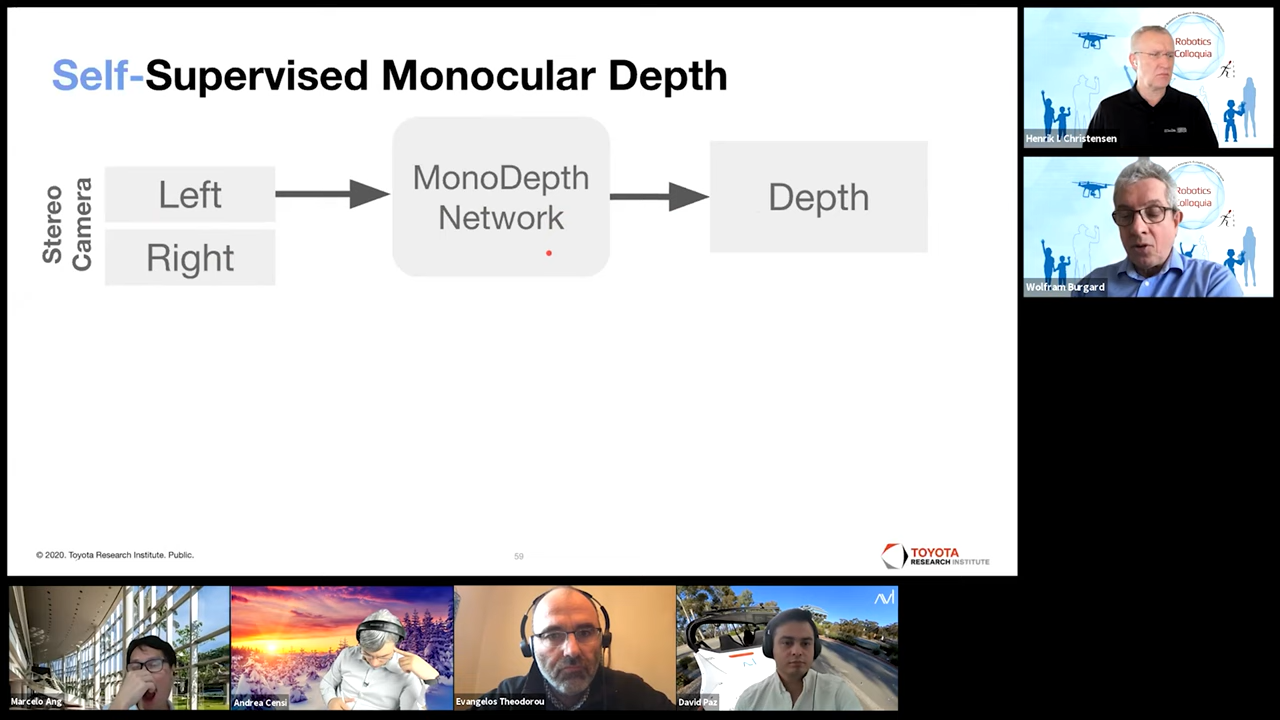 Self-Supervised Monocular Depth
Stereo
Camera
Left
Right
MonoDepth
Network
Depth
© 2020. Toyota Research Institute. Public.
59
TOYOTA
RESEARCH INSTITUTE
Robotics
Colloquia
Henrik I. Christensen
Robotics
Colloquia
Wolfram Burgard
Marcelo Ang
Andrea Censi
Evangelos Theodorou
David Paz